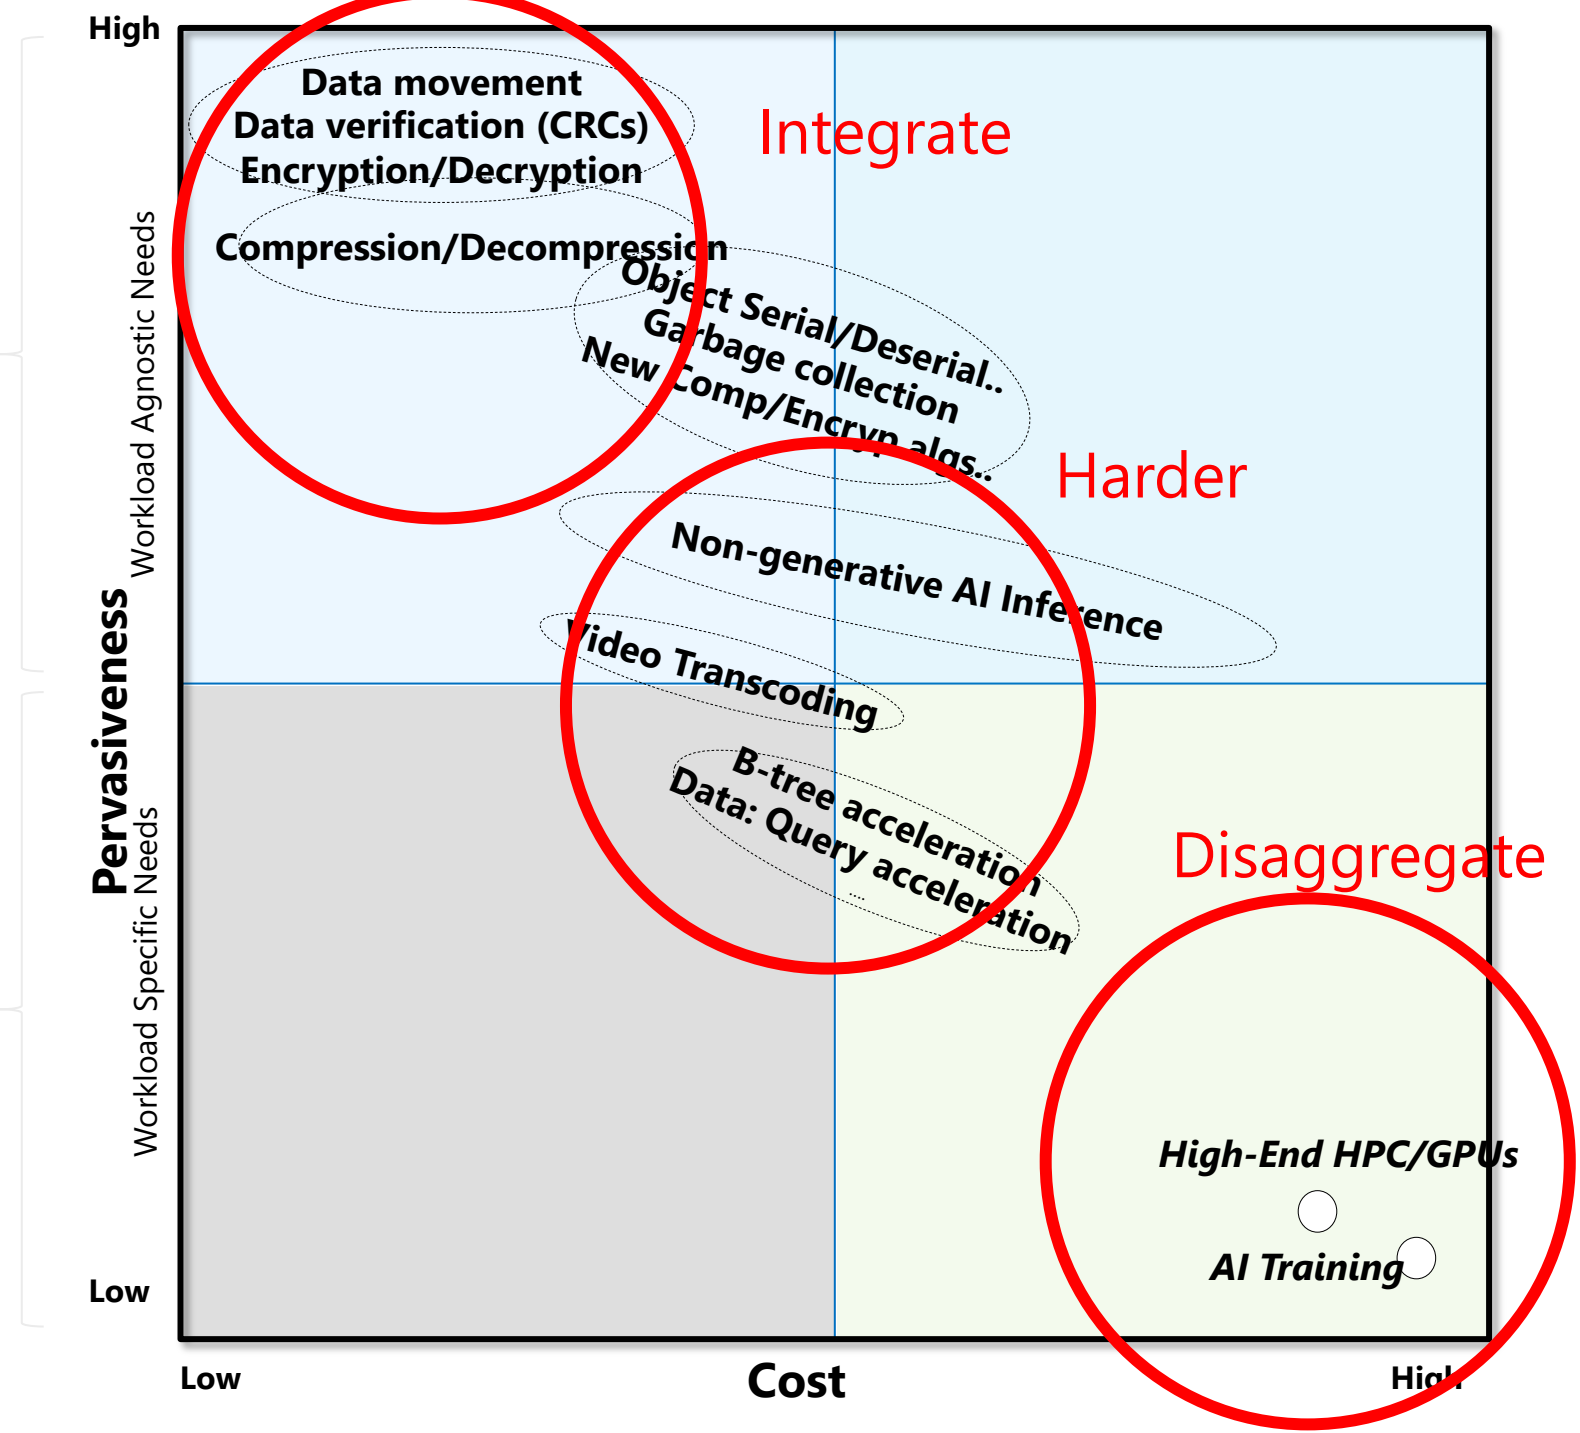 High
Data movement
Data verification (CRCs)
Encryption/Decryption
Integrate
Compression/Decompression
Object Serial/Deserial..
Garbage collection
New Comp/Encryp algs..
Harder
Non-generative AI Inference
Video Transcoding
B-tree acceleration
Data: Query acceleration
...
Disaggregate
High-End HPC/GPUs
AI Training
Workload Agnostic Needs
Pervasiveness
Workload Specific Needs
Low
Low
Cost
High